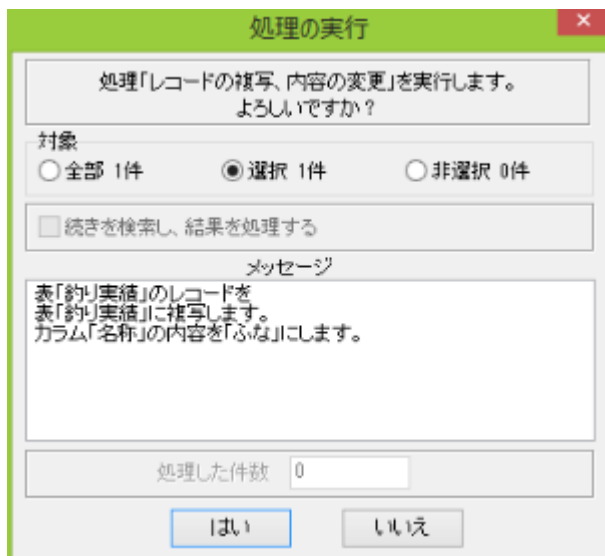 処理の実行
処理「レコードの複写、内容の変更」を実行します。
よろしいですか？
対象
全部 1件
選択 1件
非選択 0件
続きを検索し、結果を処理する
メッセージ
表「釣り実績」のレコードを
表「釣り実績」に複写します。
カラム「名称」の内容を「ふな」にします。
処理した件数 0
はい
いいえ